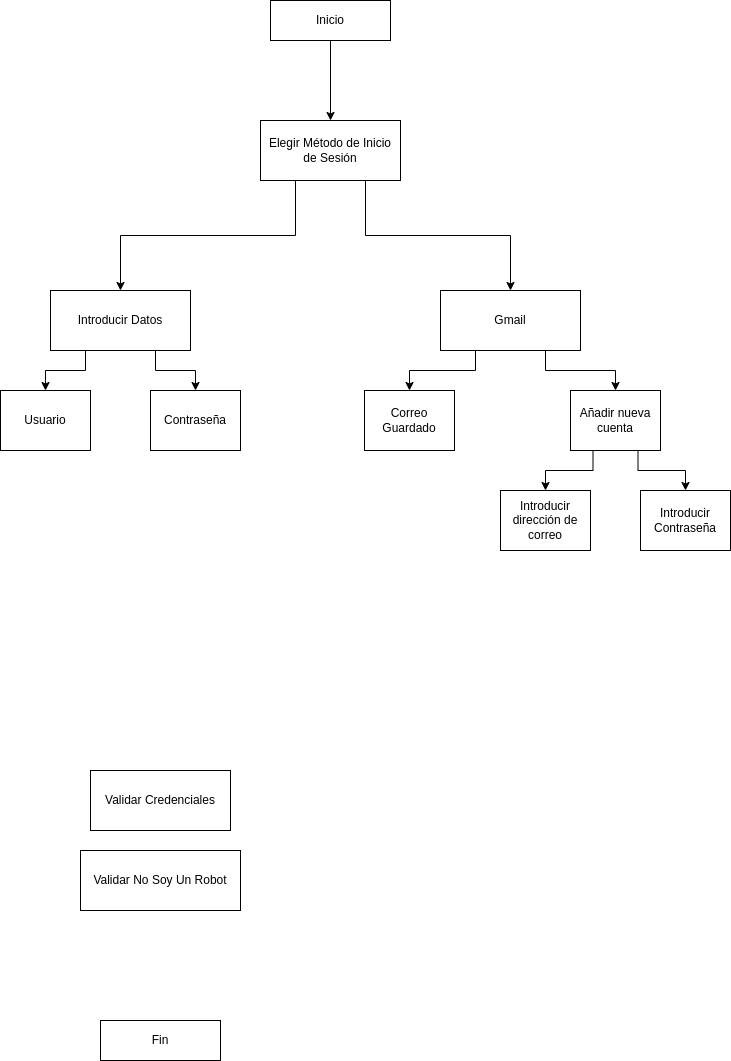 Inicio
Elegir Método de Inicio
de Sesión
Introducir Datos
Gmail
Usuario
Contraseña
Correo
Guardado
Añadir nueva
cuenta
Introducir
dirección de
correo
Introducir
Contraseña
Validar Credenciales
Validar No Soy Un Robot
Fin